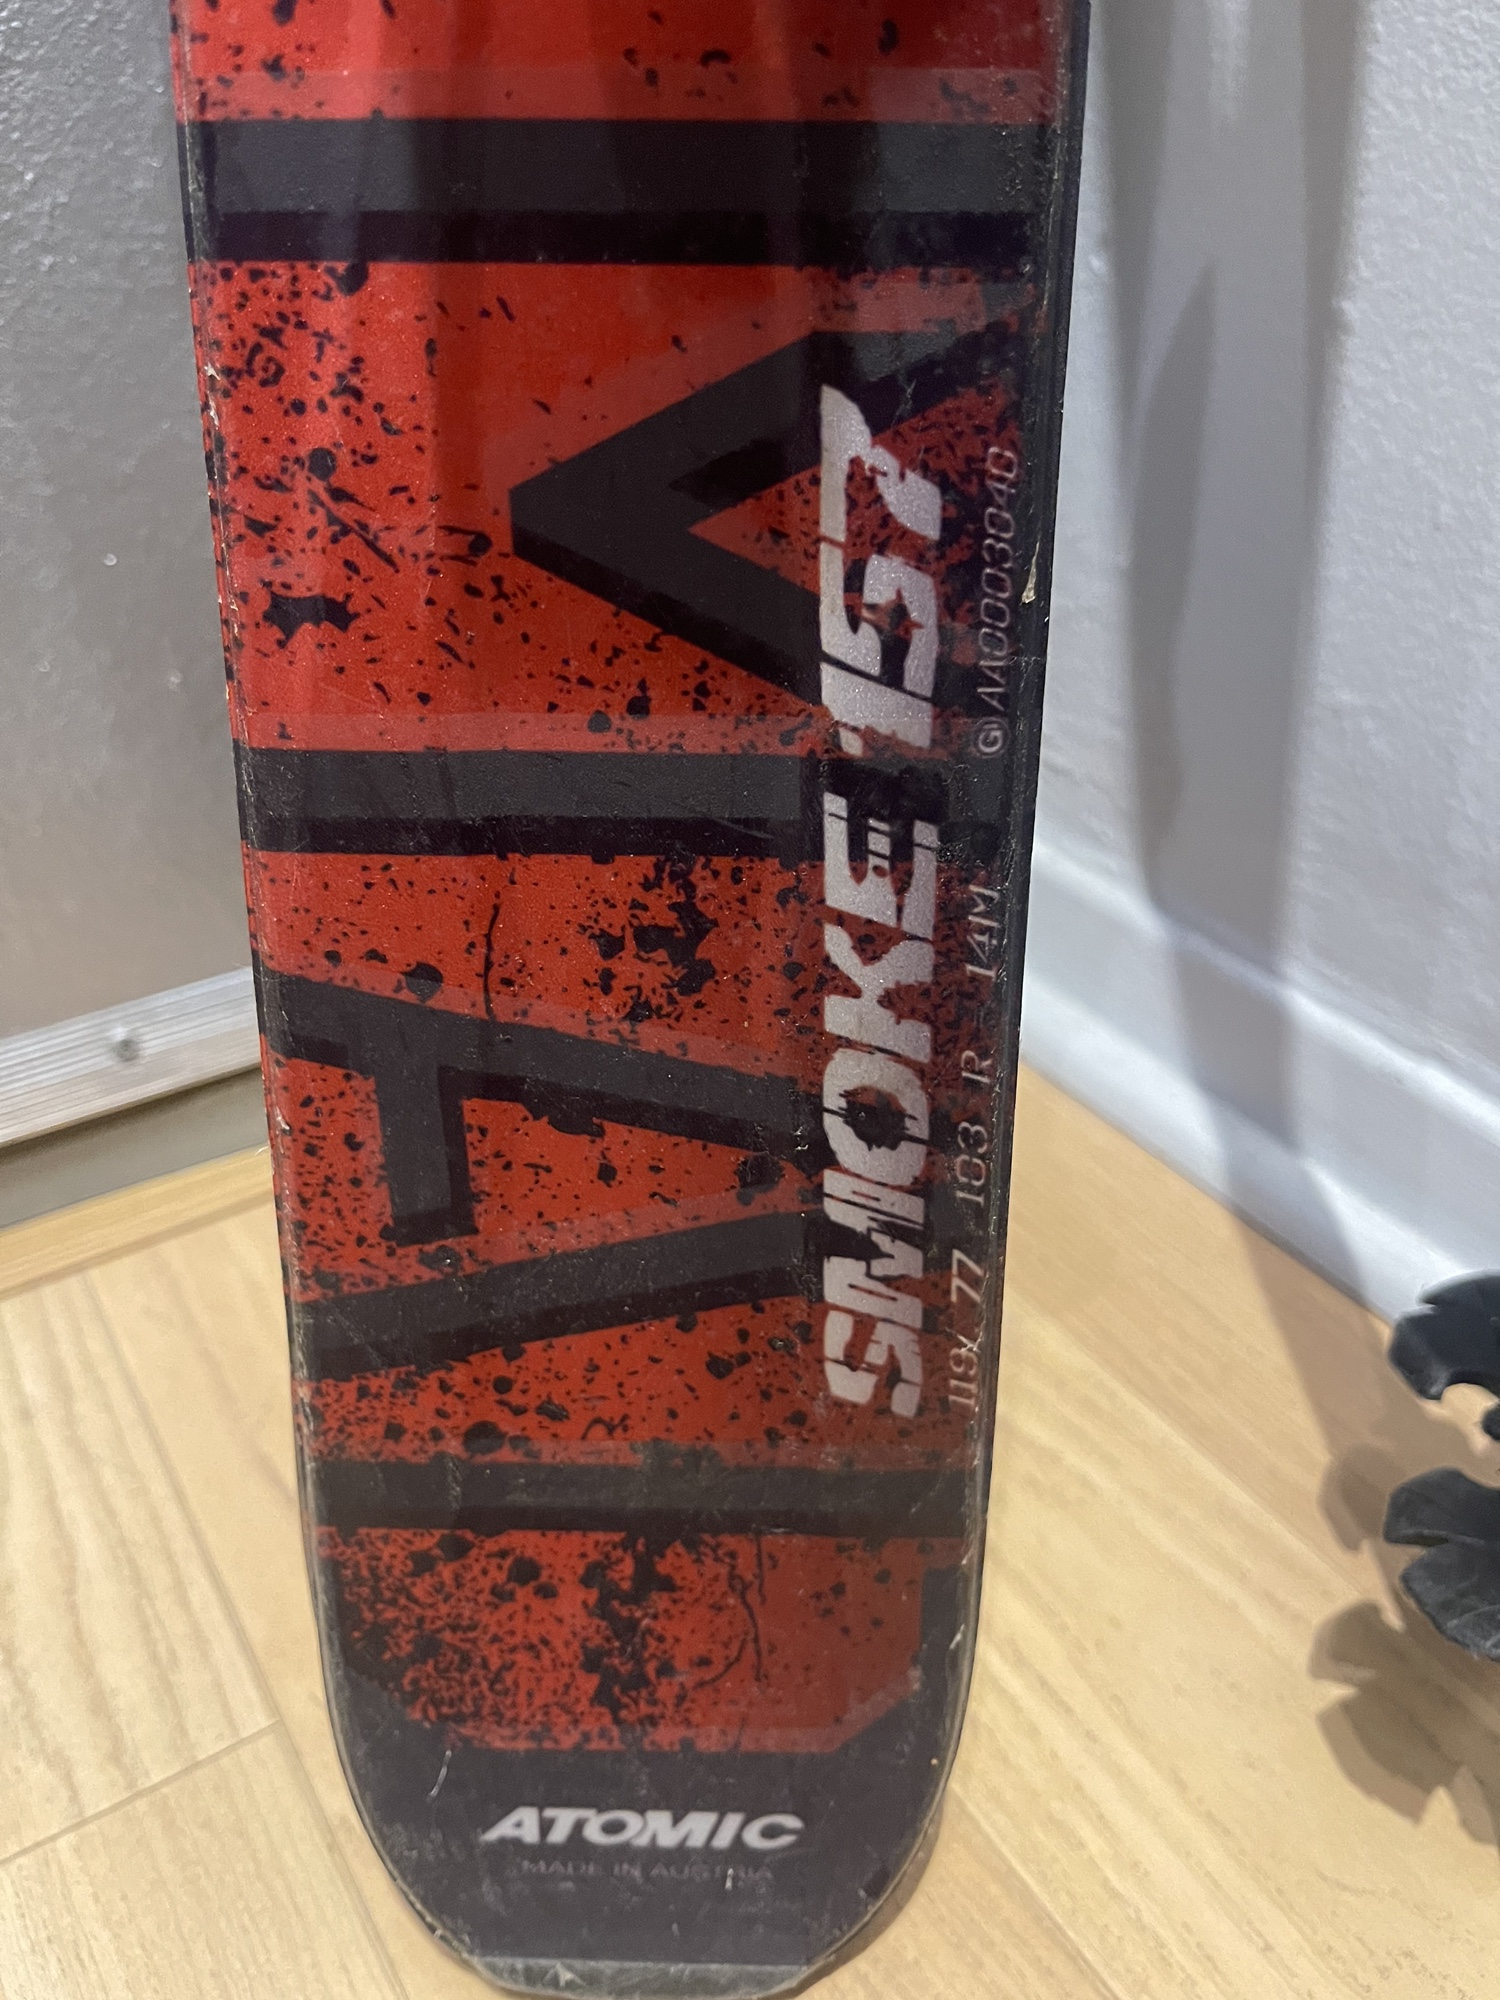 SMOKE 157
119/77 103 R 14M G AA0003040
ATOMIC
MADE IN AUSTRIA